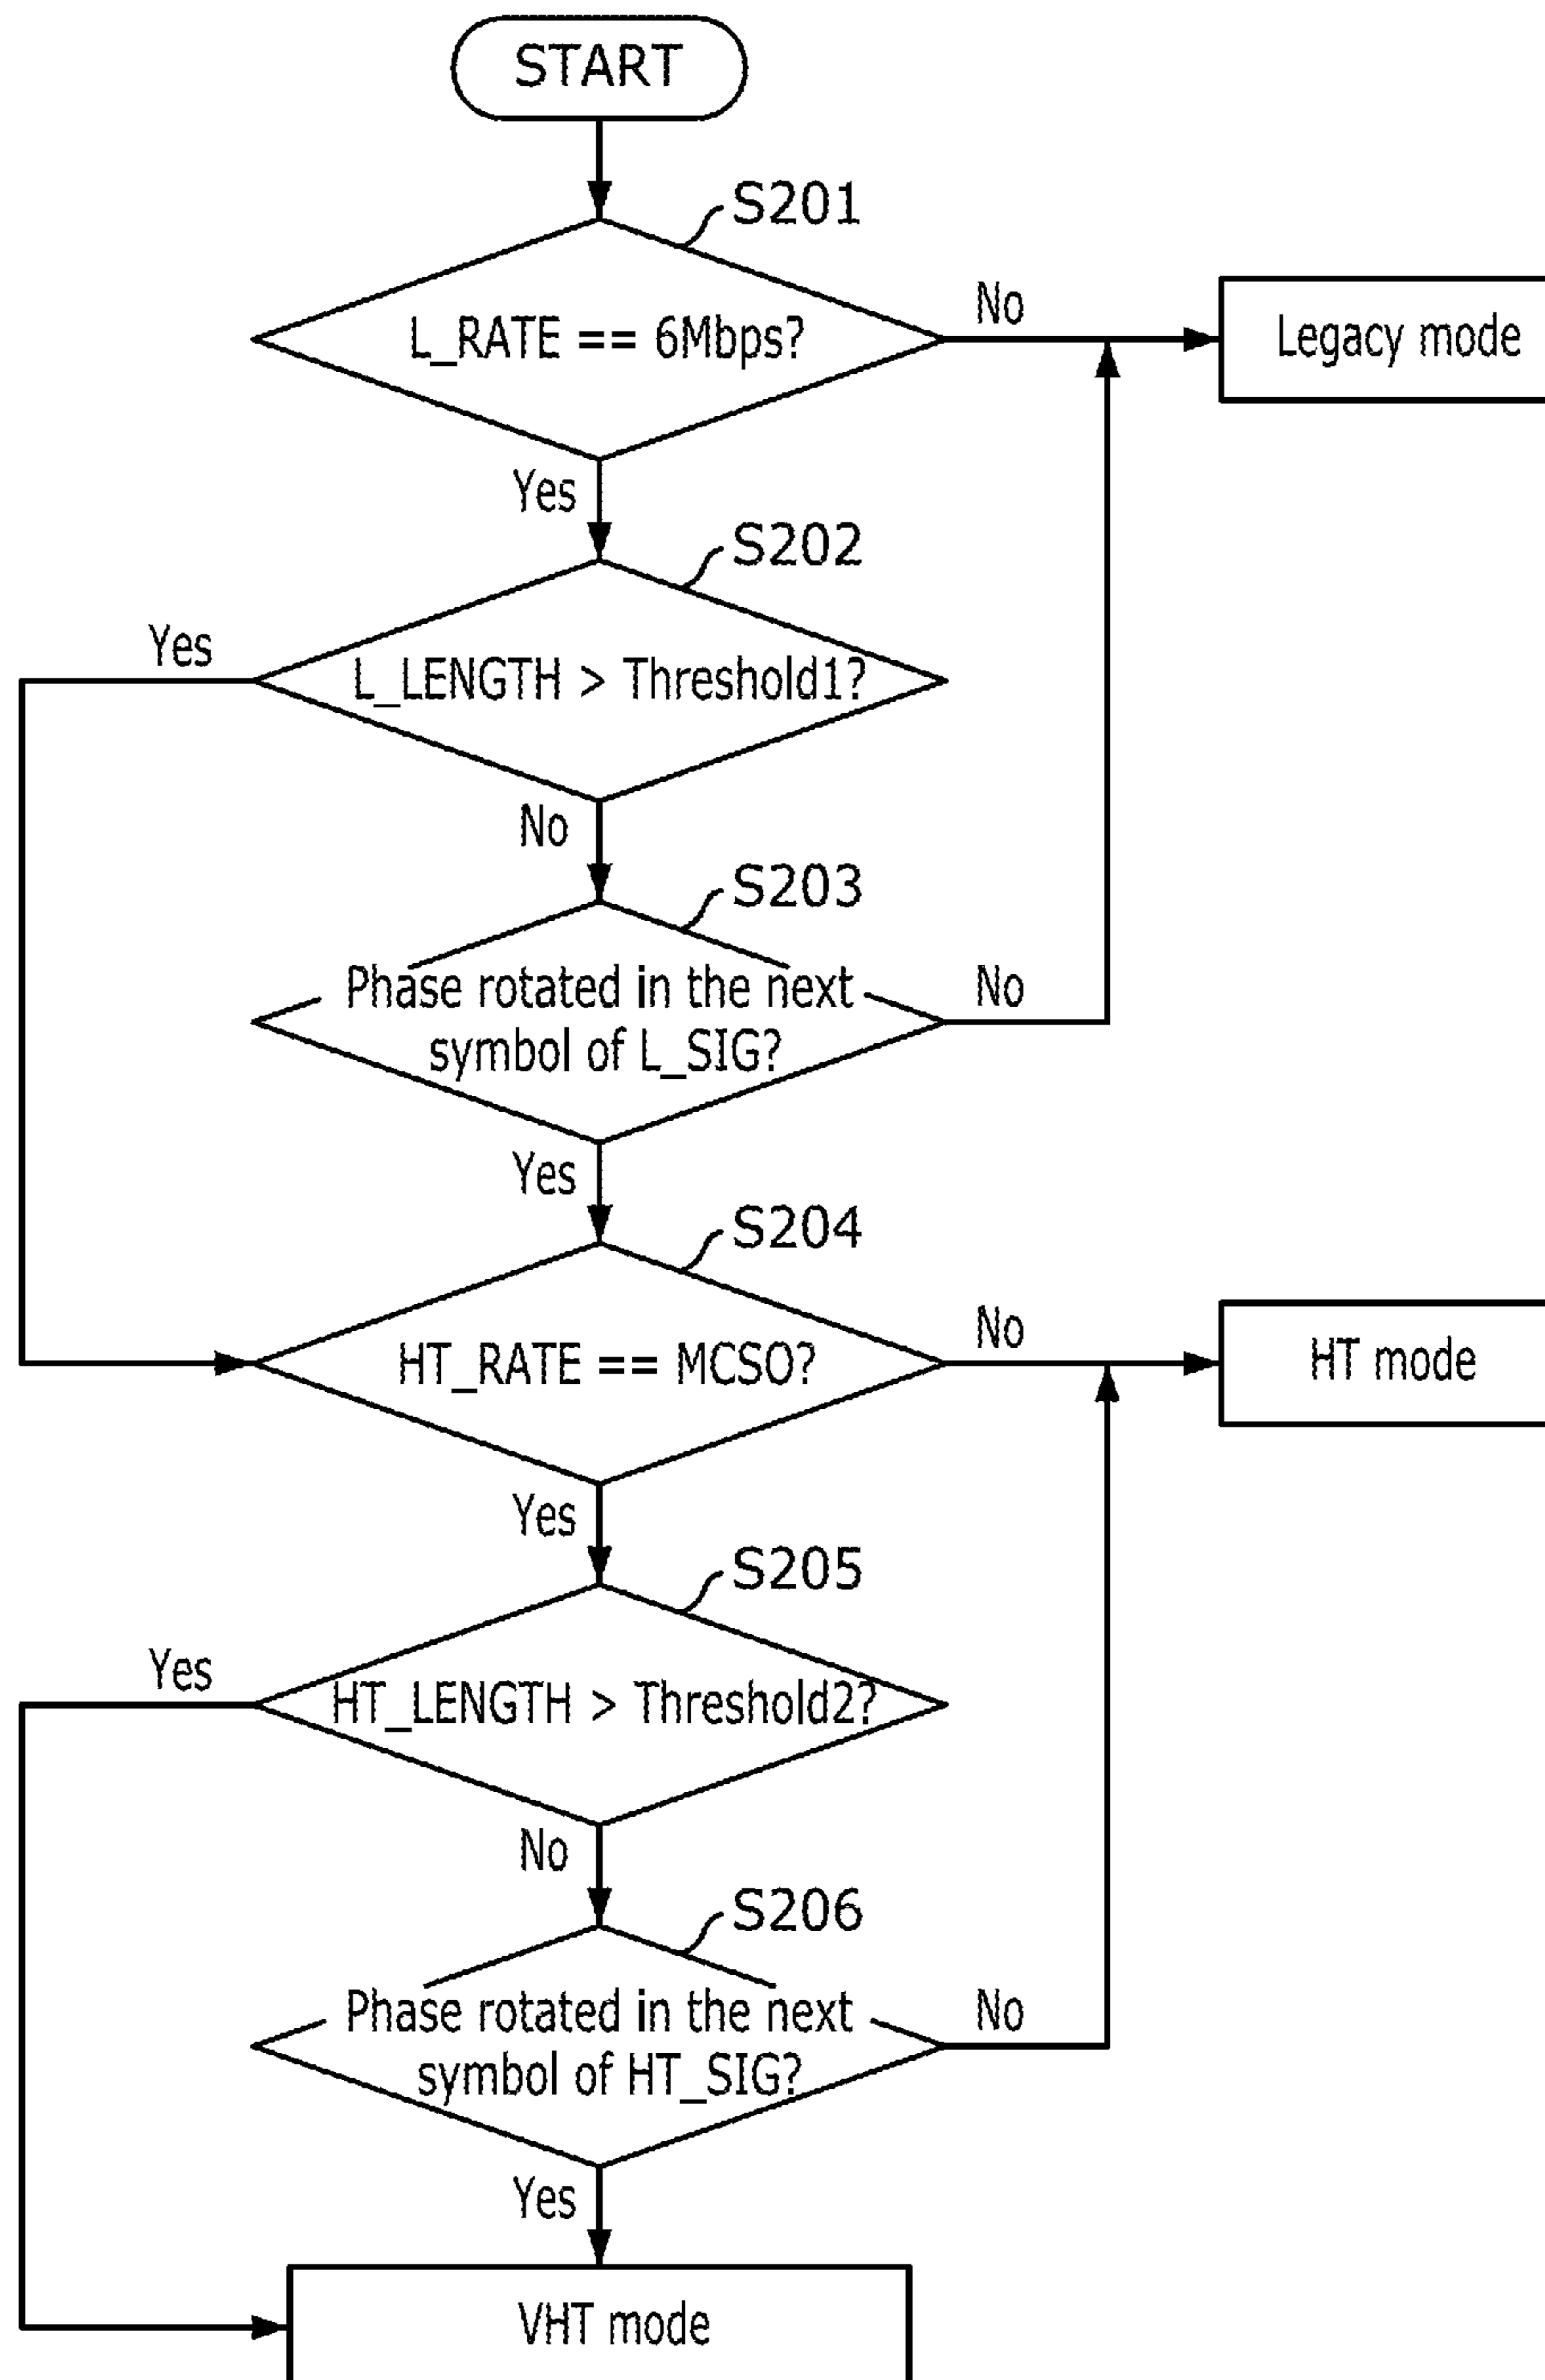 START
S201
L_RATE == 6Mbps?
No
Legacy mode
Yes
S202
Yes
L_LENGTH > Threshold1?
No
S203
Phase rotated in the next
symbol of L_SIG?
No
Yes
S204
HT_RATE == MCSO?
No
HT mode
Yes
S205
Yes
HT_LENGTH > Threshold2?
No
S206
Phase rotated in the next
symbol of HT_SIG?
No
Yes
VHT mode